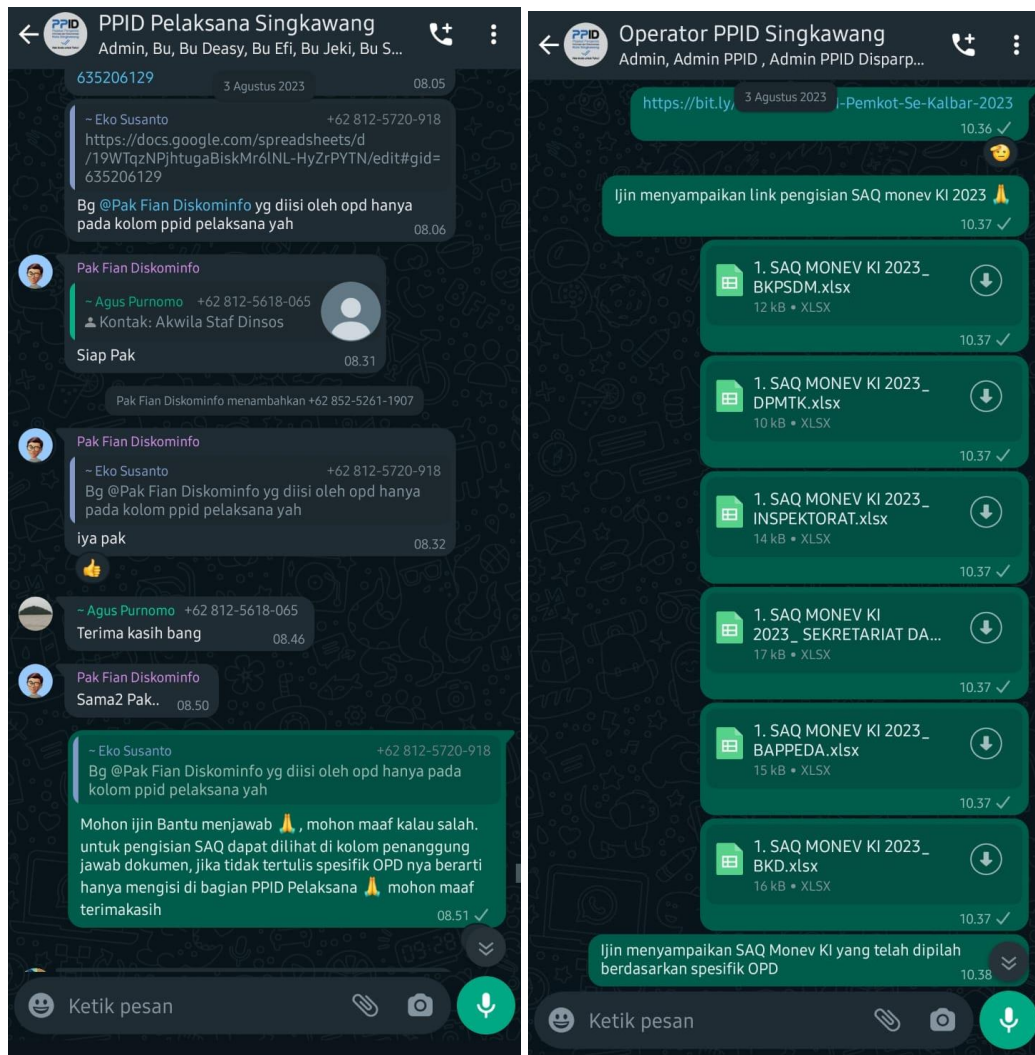 PPID
PPID Pelaksana Singkawang
Admin, Bu, Bu Deasy, Bu Efi, Bu Jeki, Bu S...
635206129
3 Agustus 2023
08.05
~ Eko Susanto +62 812-5720-918
https://docs.google.com/spreadsheets/d
/19WTqzNPjhtugaBiskMr6lNL-HyZrPYTN/edit#gid=
635206129
Bg @Pak Fian Diskominfo yg diisi oleh opd hanya
pada kolom ppid pelaksana yah
08.06
Pak Fian Diskominfo
~ Agus Purnomo +62 812-5618-065
Kontak: Akwila Staf Dinsos
Siap Pak
08.31
Pak Fian Diskominfo menambahkan +62 852-5261-1907
Pak Fian Diskominfo
~ Eko Susanto +62 812-5720-918
Bg @Pak Fian Diskominfo yg diisi oleh opd hanya
pada kolom ppid pelaksana yah
iya pak
08.32
~ Agus Purnomo +62 812-5618-065
Terima kasih bang
08.46
Pak Fian Diskominfo
Sama2 Pak..
08.50
~ Eko Susanto +62 812-5720-918
Bg @Pak Fian Diskominfo yg diisi oleh opd hanya pada
kolom ppid pelaksana yah
Mohon ijin Bantu menjawab 🙏 , mohon maaf kalau salah.
untuk pengisian SAQ dapat dilihat di kolom penanggung
jawab dokumen, jika tidak tertulis spesifik OPD nya berarti
hanya mengisi di bagian PPID Pelaksana 🙏 mohon maaf
terimakasih
08.51
Ketik pesan
PPID
Operator PPID Singkawang
Admin, Admin PPID , Admin PPID Disparp...
https://bit.ly/
3 Agustus 2023
-Pemkot-Se-Kalbar-2023
10.36
Ijin menyampaikan link pengisian SAQ monev KI 2023 🙏
10.37
1. SAQ MONEV KI 2023_
BKPSDM.xlsx
12 kB • XLSX
10.37
1. SAQ MONEV KI 2023_
DPMTK.xlsx
10 kB • XLSX
10.37
1. SAQ MONEV KI 2023_
INSPEKTORAT.xlsx
14 kB • XLSX
10.37
1. SAQ MONEV KI
2023_ SEKRETARIAT DA...
17 kB • XLSX
10.37
1. SAQ MONEV KI 2023_
BAPPEDA.xlsx
15 kB • XLSX
10.37
1. SAQ MONEV KI 2023_
BKD.xlsx
16 kB • XLSX
10.37
Ijin menyampaikan SAQ Monev KI yang telah dipilah
berdasarkan spesifik OPD
10.38
Ketik pesan